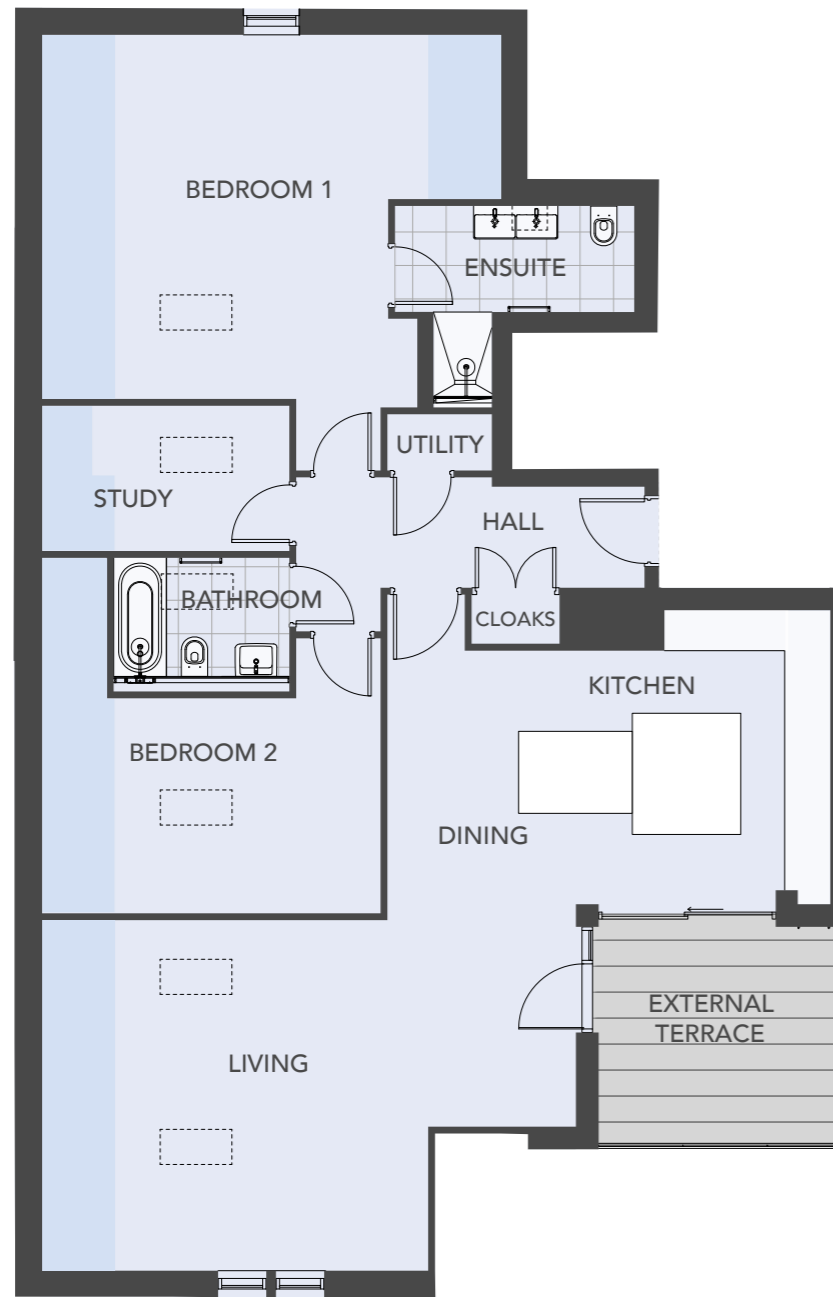 BEDROOM 1
ENSUITE
UTILITY
STUDY
HALL
BATHROOM
CLOAKS
KITCHEN
BEDROOM 2
DINING
EXTERNAL
TERRACE
LIVING